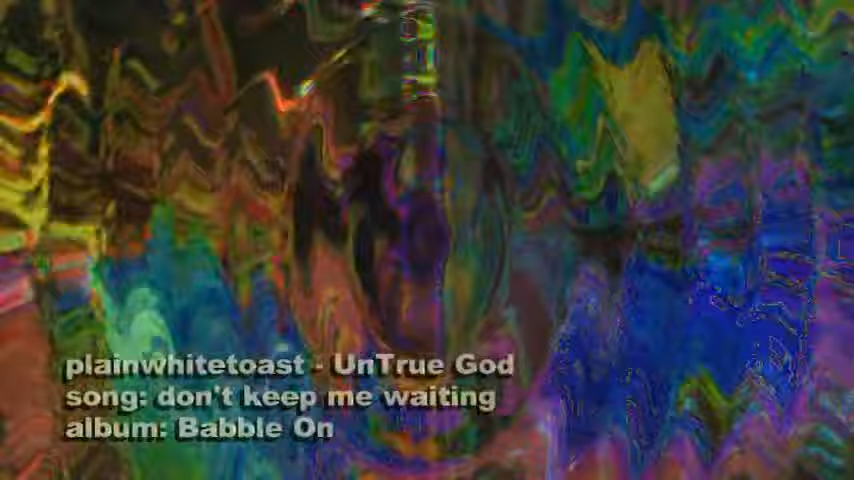 plainwhitetoast - UnTrue God
song: don't keep me waiting
album: Babble On